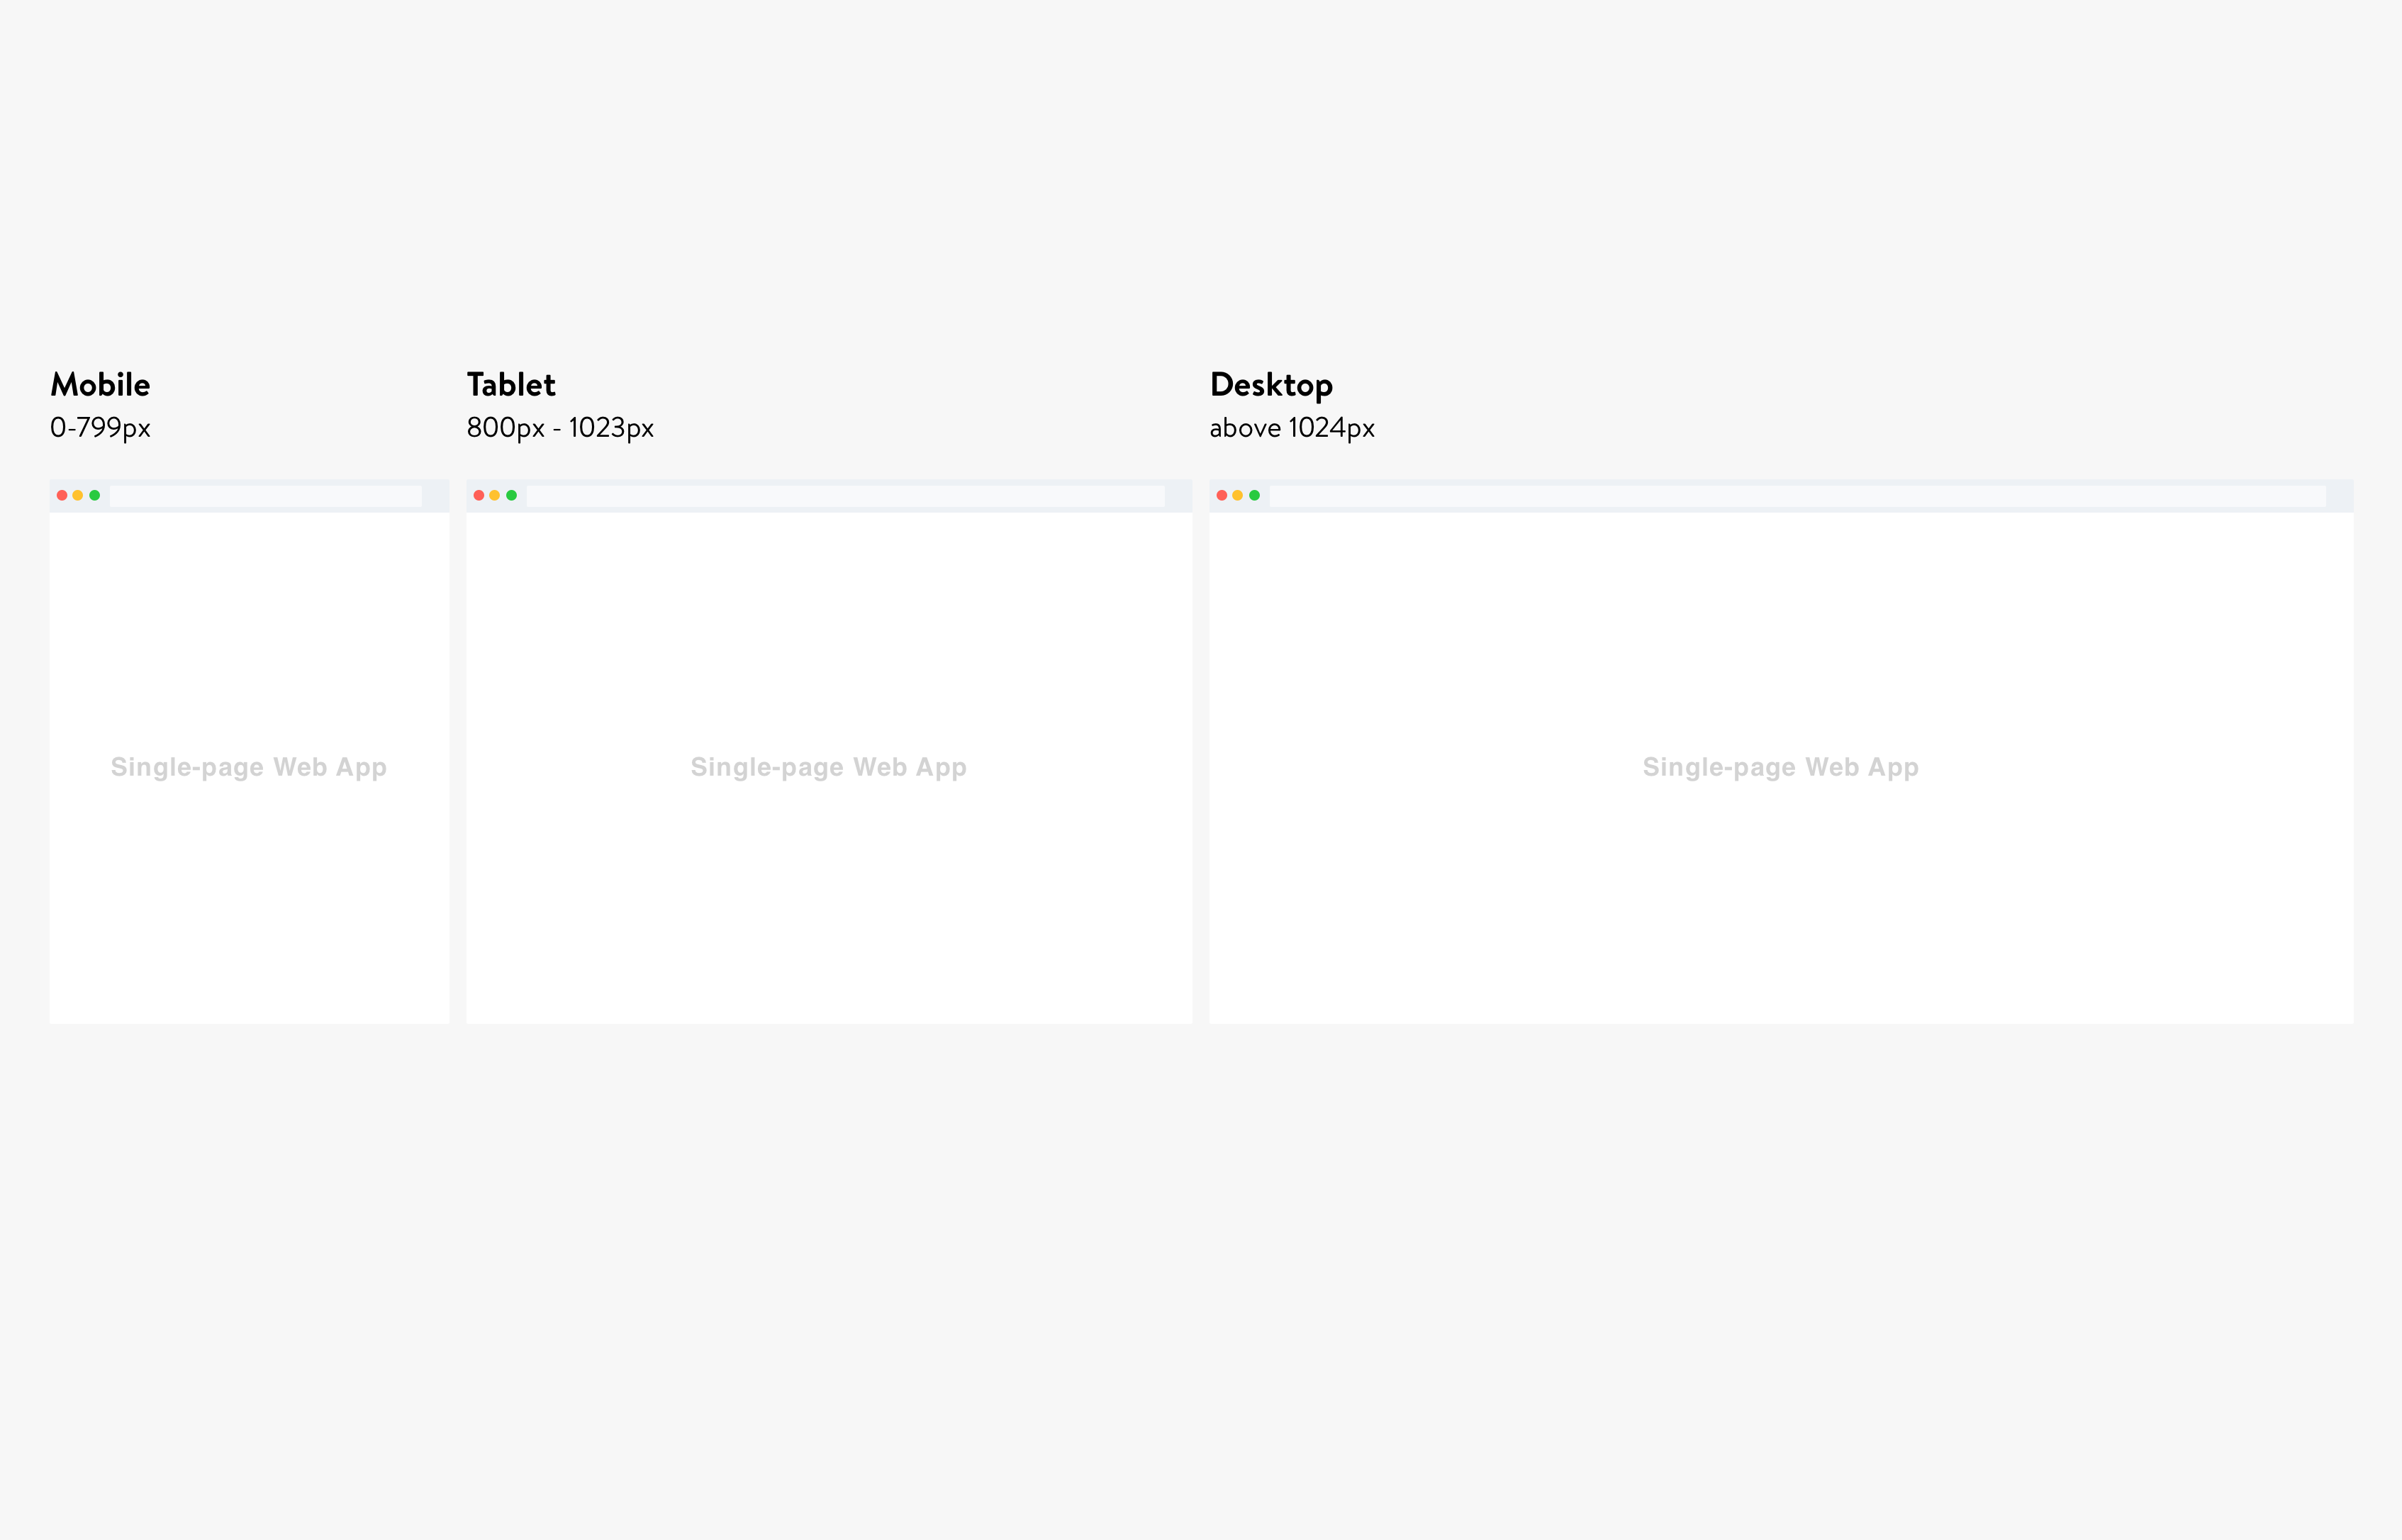 Mobile
0-799px
Tablet
800px - 1023px
Desktop
above 1024px
Single-page Web App
Single-page Web App
Single-page Web App